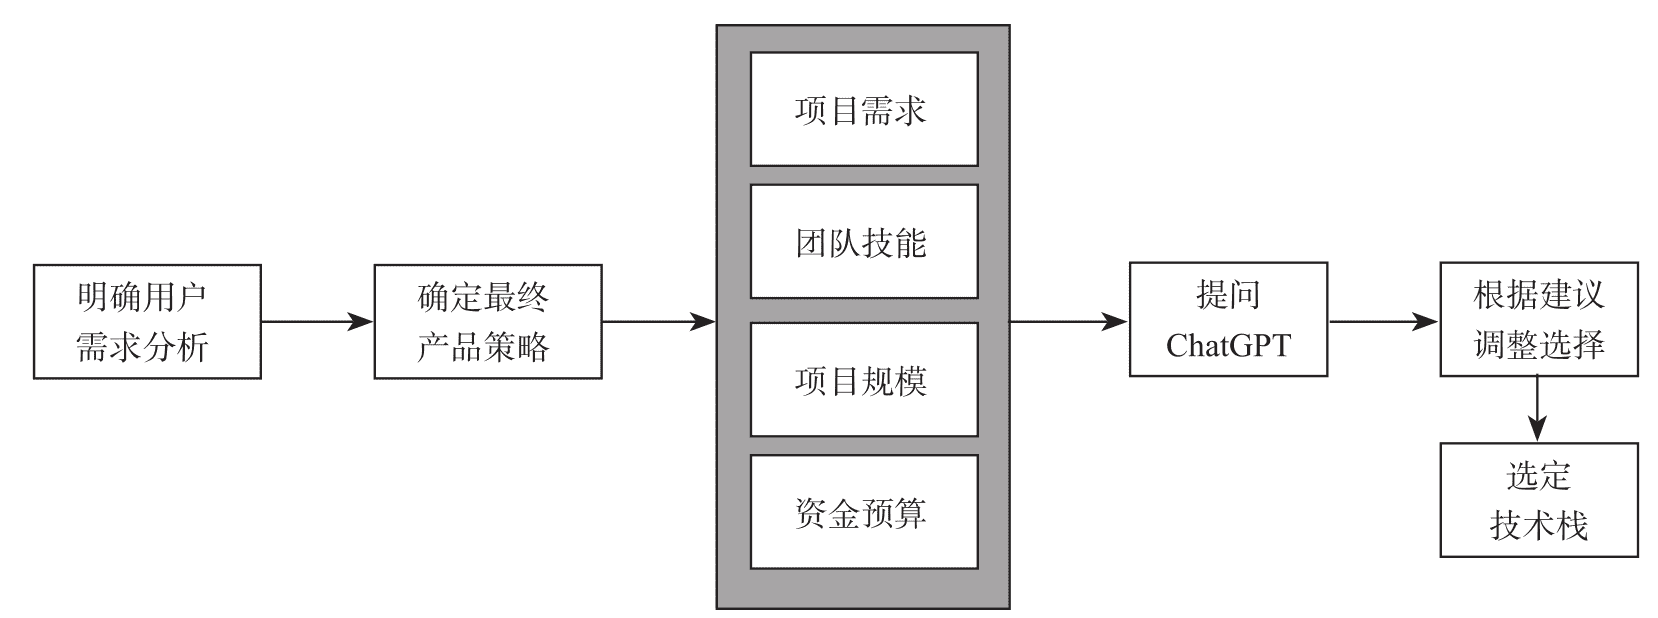 明确用户
需求分析
确定最终
产品策略
项目需求
团队技能
项目规模
资金预算
提问
ChatGPT
根据建议
调整选择
选定
技术栈